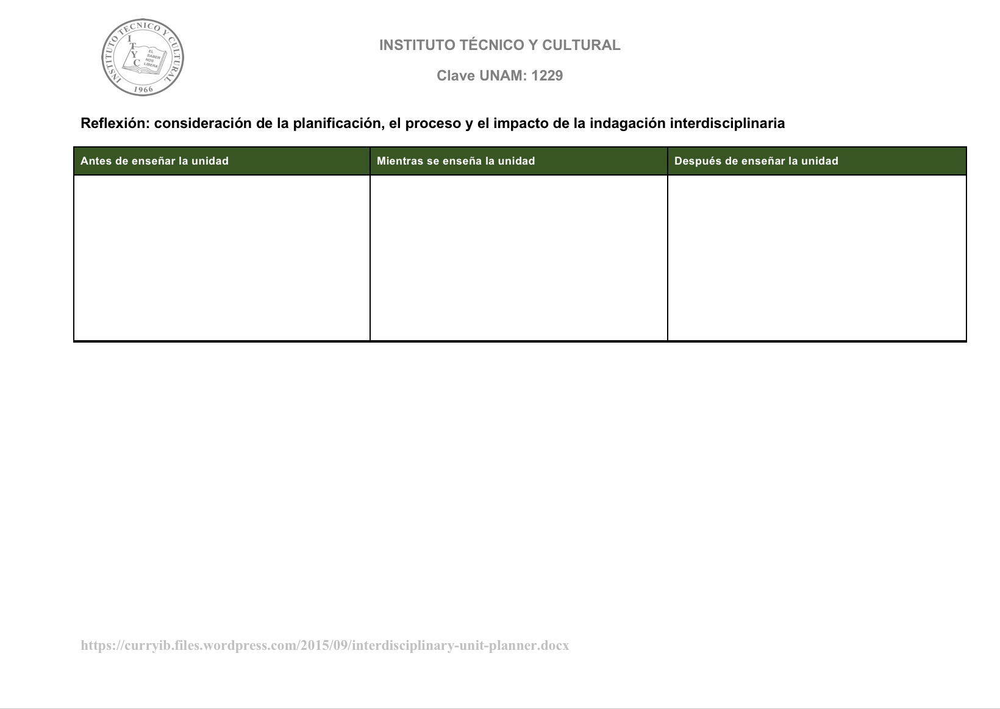 INSTITUTO TECNICO Y CULTURAL
I
T
Y
C
EL
SABER
NOS
LIBERA
1966
INSTITUTO TÉCNICO Y CULTURAL
Clave UNAM: 1229
Reflexión: consideración de la planificación, el proceso y el impacto de la indagación interdisciplinaria
Antes de enseñar la unidad
Mientras se enseña la unidad
Después de enseñar la unidad
https://curryib.files.wordpress.com/2015/09/interdisciplinary-unit-planner.docx